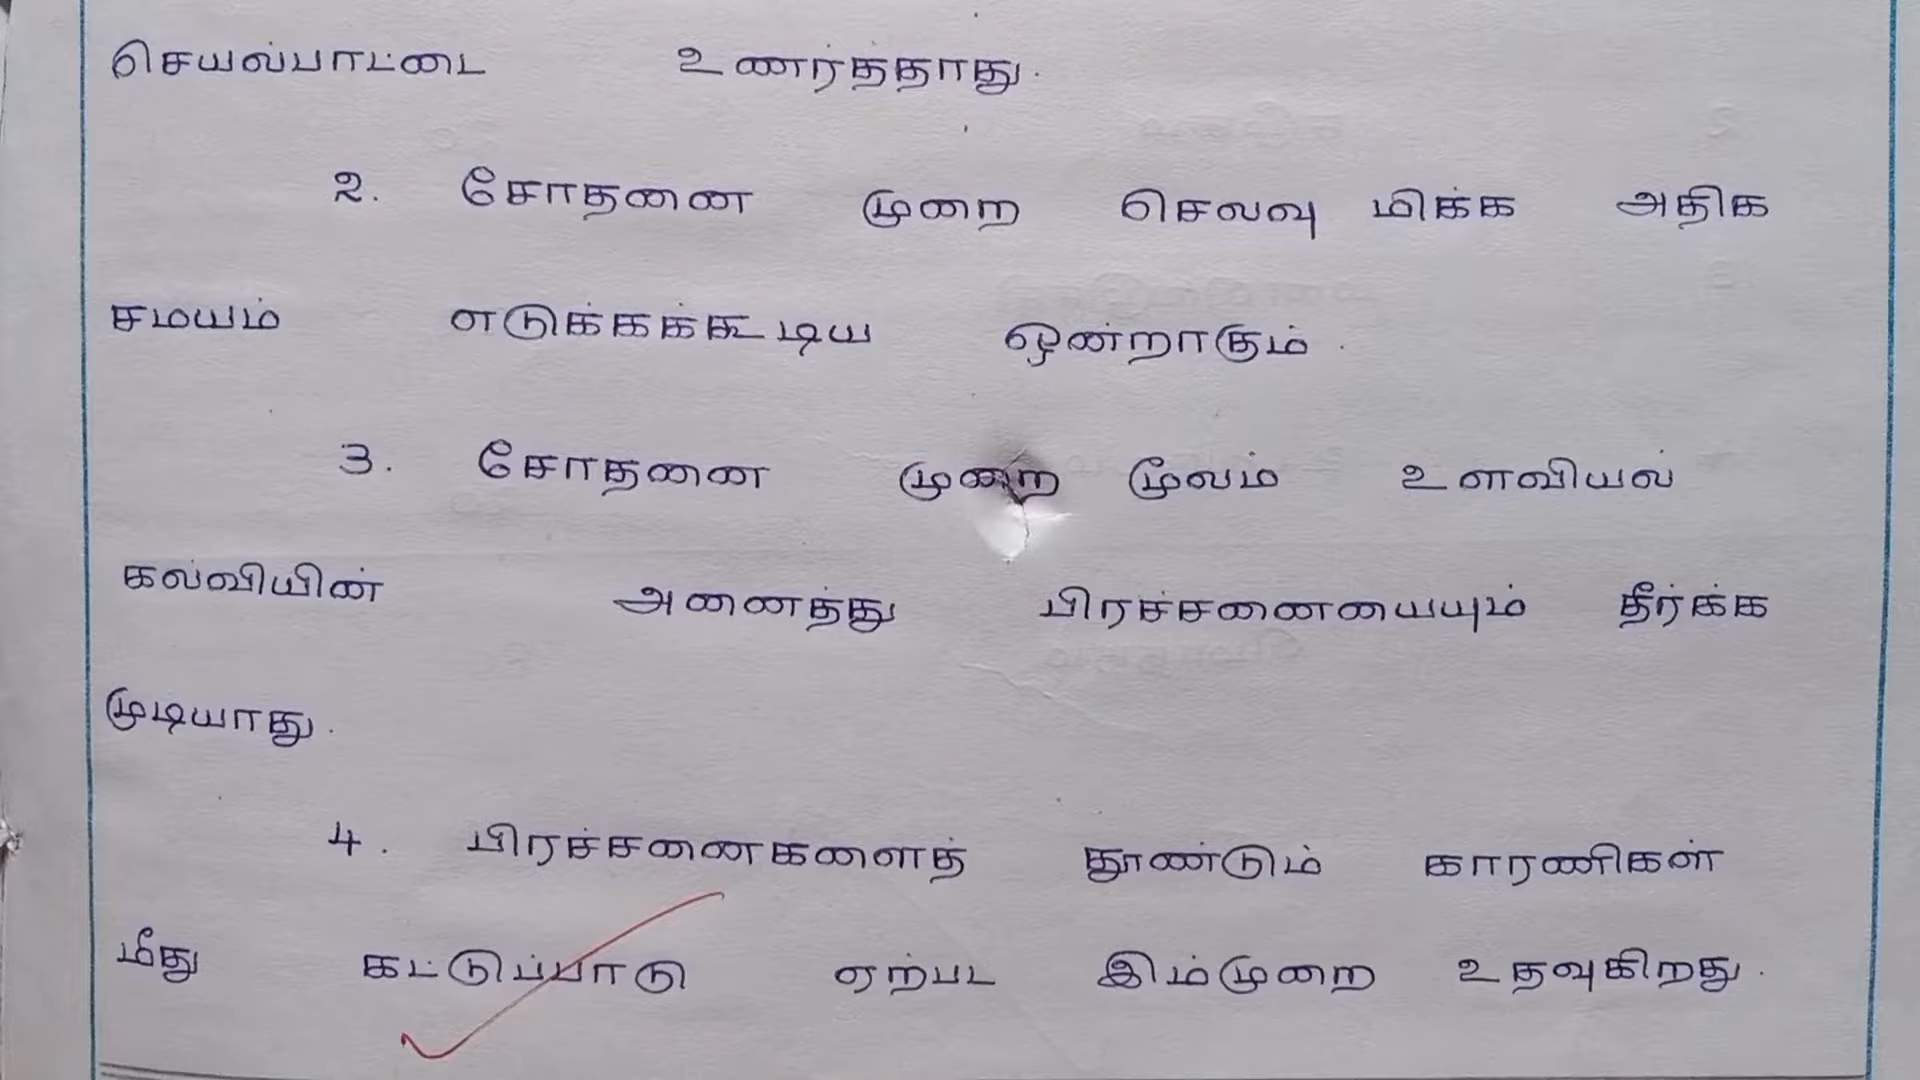 செயல்பாட்டை உணர்த்தாது.
2. சோதனை முறை செலவு மிக்க அதிக
சமயம் எடுக்கக்கூடிய ஒன்றாகும்.
3. சோதனை முறை மூலம் உளவியல்
கல்வியின் அனைத்து பிரச்சனையையும் தீர்க்க
முடியாது.
4. பிரச்சனைகளைத் தூண்டும் காரணிகள்
மீது கட்டுப்பாடு ஏற்பட இம்முறை உதவுகிறது.